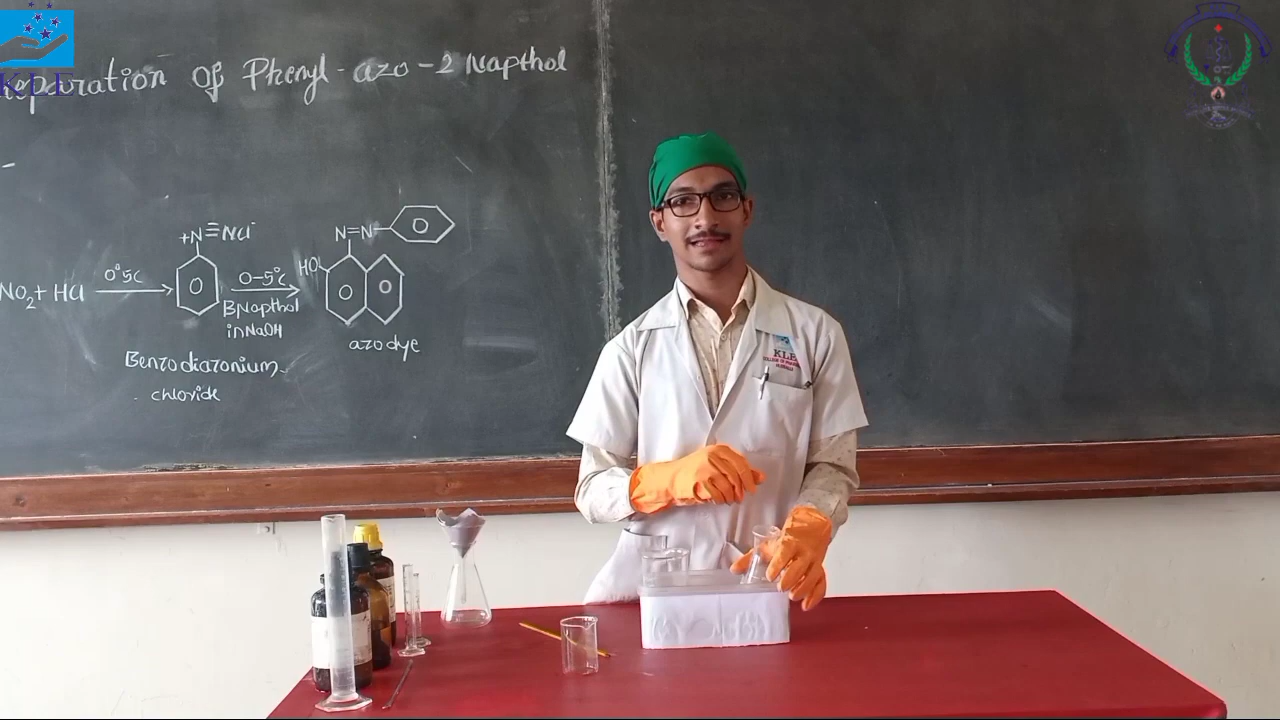 KLE
reparation of Phenyl-azo-2 Napthol
+N≡NCl⁻
N=N
HO
NO₂+ HCl
0°5C
0-5°C
BNapthol
in NaOH
azo dye
Benzodiazonium
chloride
KLE